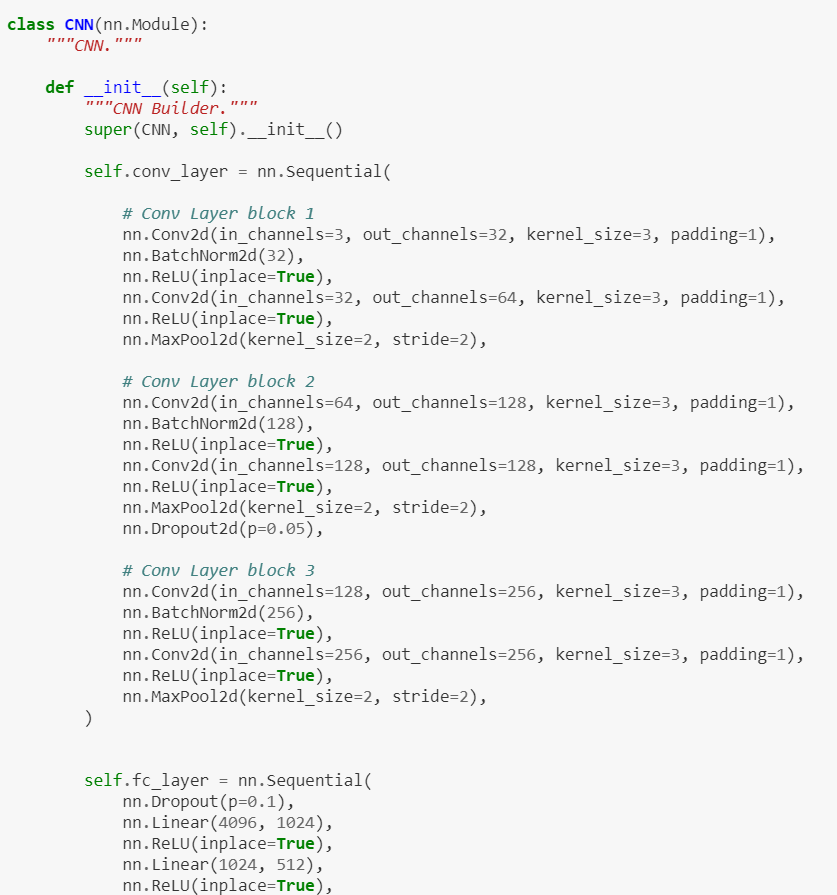 class CNN(nn.Module):
    """CNN."""

    def __init__(self):
        """CNN Builder."""
        super(CNN, self).__init__()

        self.conv_layer = nn.Sequential(

            # Conv Layer block 1
            nn.Conv2d(in_channels=3, out_channels=32, kernel_size=3, padding=1),
            nn.BatchNorm2d(32),
            nn.ReLU(inplace=True),
            nn.Conv2d(in_channels=32, out_channels=64, kernel_size=3, padding=1),
            nn.ReLU(inplace=True),
            nn.MaxPool2d(kernel_size=2, stride=2),

            # Conv Layer block 2
            nn.Conv2d(in_channels=64, out_channels=128, kernel_size=3, padding=1),
            nn.BatchNorm2d(128),
            nn.ReLU(inplace=True),
            nn.Conv2d(in_channels=128, out_channels=128, kernel_size=3, padding=1),
            nn.ReLU(inplace=True),
            nn.MaxPool2d(kernel_size=2, stride=2),
            nn.Dropout2d(p=0.05),

            # Conv Layer block 3
            nn.Conv2d(in_channels=128, out_channels=256, kernel_size=3, padding=1),
            nn.BatchNorm2d(256),
            nn.ReLU(inplace=True),
            nn.Conv2d(in_channels=256, out_channels=256, kernel_size=3, padding=1),
            nn.ReLU(inplace=True),
            nn.MaxPool2d(kernel_size=2, stride=2),
        )


        self.fc_layer = nn.Sequential(
            nn.Dropout(p=0.1),
            nn.Linear(4096, 1024),
            nn.ReLU(inplace=True),
            nn.Linear(1024, 512),
            nn.ReLU(inplace=True),